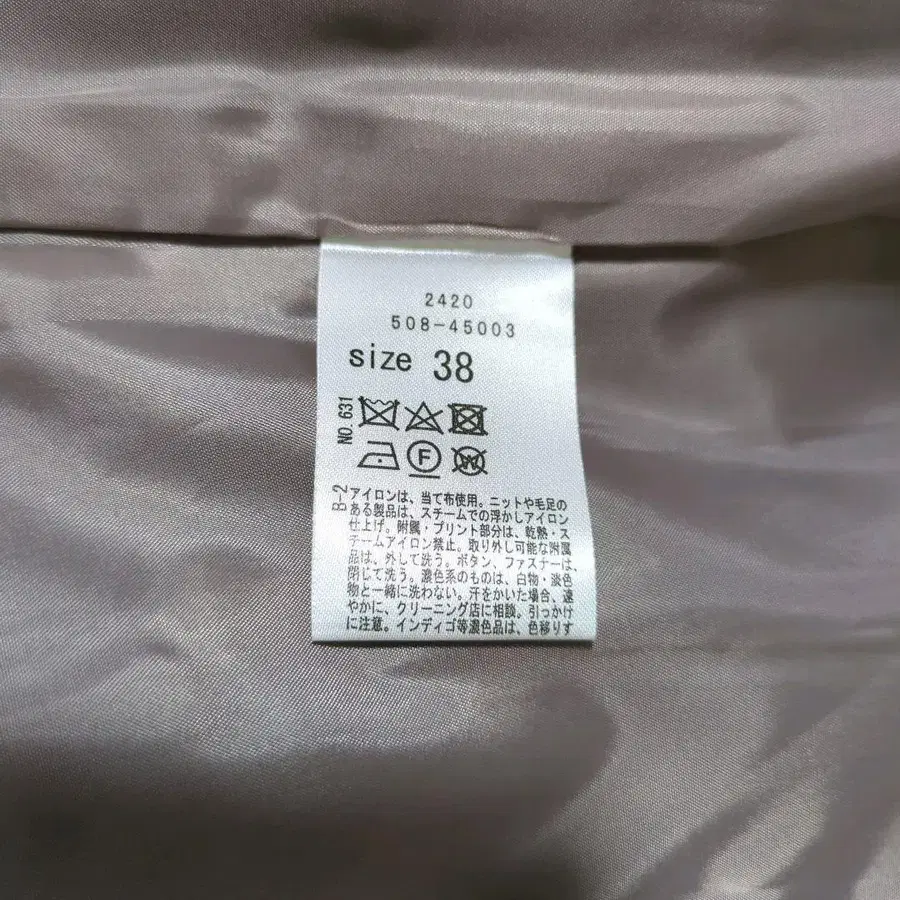 2420
508-45003
size 38
NO. 631
F
W
B-2
アイロンは、当て布使用。ニットや毛足の
ある製品は、スチームでの浮かしアイロン
仕上げ。附属・プリント部分は、乾熱・ス
チームアイロン禁止。取り外し可能な附属
品は、外して洗う。ボタン、ファスナーは、
閉じて洗う。濃色系のものは、白物・淡色
物と一緒に洗わない。汗をかいた場合、速
やかに、クリーニング店に相談。引っかけ
に注意。インディゴ等濃色品は、色移りす